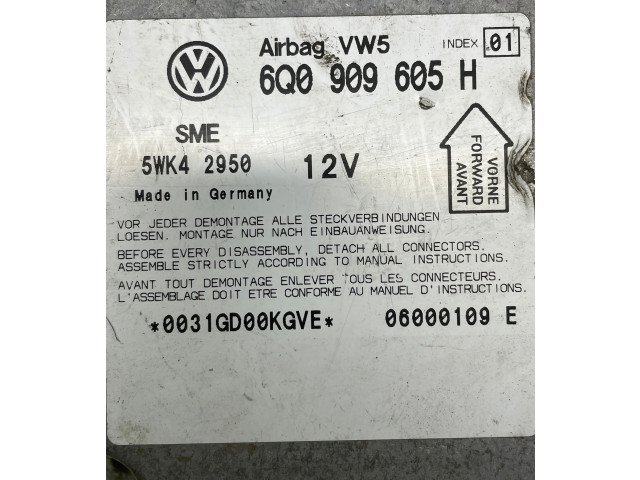 Airbag VW5 INDEX 01
6Q0 909 605 H
SME
5WK4 2950 12V
Made in Germany
VORNE
FORWARD
AVANT
VOR JEDER DEMONTAGE ALLE STECKVERBINDUNGEN
LOESEN. MONTAGE NUR NACH EINBAUANWEISUNG.
BEFORE EVERY DISASSEMBLY, DETACH ALL CONNECTORS.
ASSEMBLE STRICTLY ACCORDING TO MANUAL INSTRUCTIONS.
AVANT TOUT DEMONTAGE ENLEVER TOUS LES CONNECTEURS.
L'ASSEMBLAGE DOIT ETRE CONFORME AU MANUEL D'INSTRUCTIONS.
*0031GD00KGVE* 06000109 E